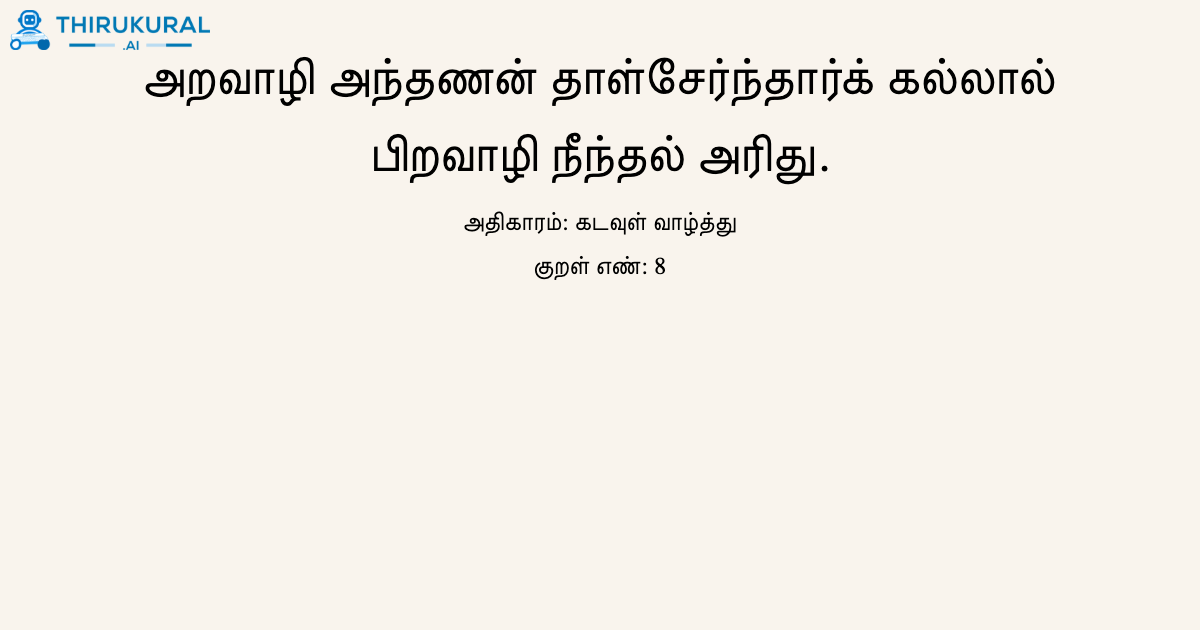 THIRUKURAL
.AI
அறவாழி அந்தணன் தாள்சேர்ந்தார்க் கல்லால்
பிறவாழி நீந்தல் அரிது.
அதிகாரம்: கடவுள் வாழ்த்து
குறள் எண்: 8